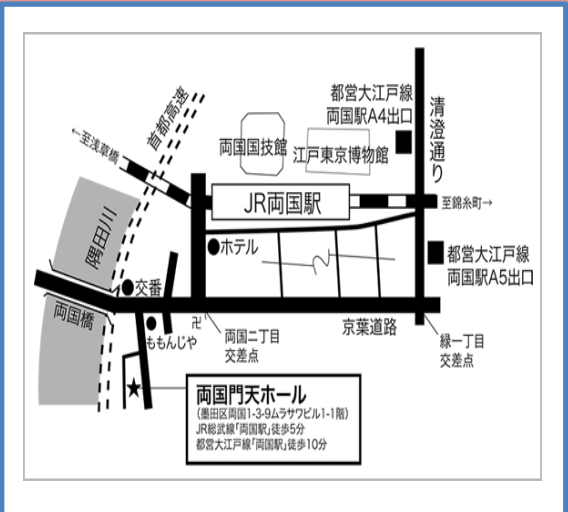 都営大江戸線
両国駅A4出口
清澄通り
首都高速
←至浅草橋
両国国技館
江戸東京博物館
JR両国駅
至錦糸町→
隅田川
ホテル
都営大江戸線
両国駅A5出口
交番
両国橋
ももんじや
卍
両国二丁目
交差点
京葉道路
緑一丁目
交差点
両国門天ホール
（墨田区両国1-3-9ムラサワビル1-1階）
JR総武線「両国駅」徒歩5分
都営大江戸線「両国駅」徒歩10分